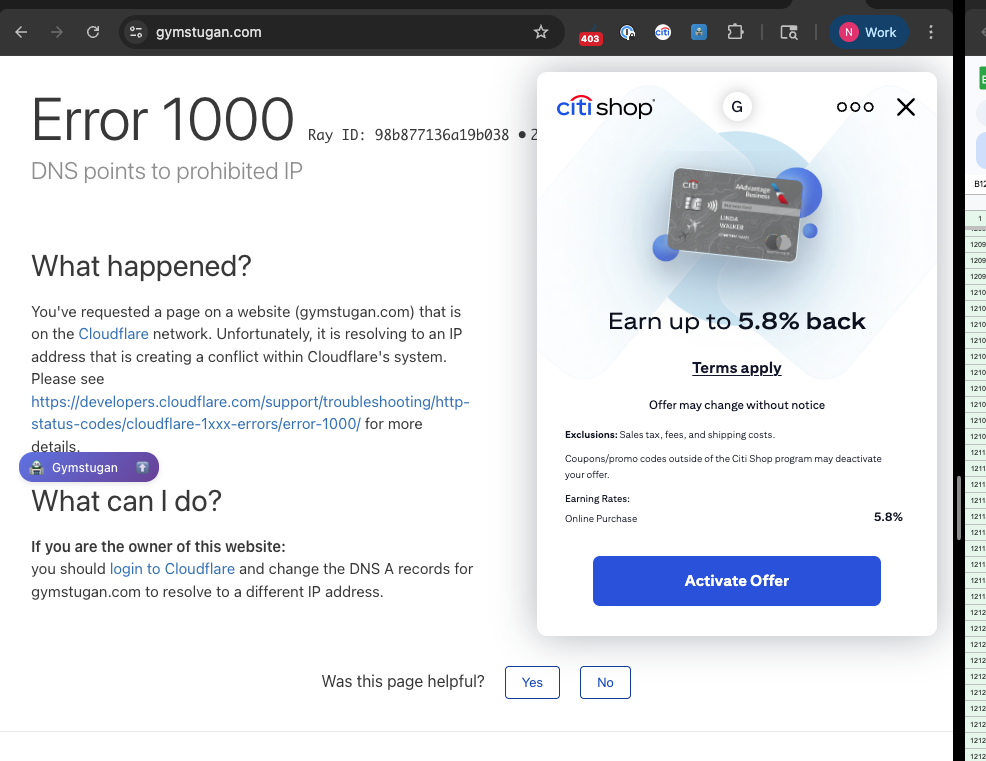 gymstugan.com
403
citi
N
Work
Error 1000
Ray ID: 98b877136a19b038 • 2
DNS points to prohibited IP
What happened?
You've requested a page on a website (gymstugan.com) that is
on the Cloudflare network. Unfortunately, it is resolving to an IP
address that is creating a conflict within Cloudflare's system.
Please see
https://developers.cloudflare.com/support/troubleshooting/http-
status-codes/cloudflare-1xxx-errors/error-1000/ for more
details.
Gymstugan
What can I do?
If you are the owner of this website:
you should login to Cloudflare and change the DNS A records for
gymstugan.com to resolve to a different IP address.
Was this page helpful?
Yes
No
citi shop
G
citi
AAdvantage
Business
LINDA
WALKER
Earn up to 5.8% back
Terms apply
Offer may change without notice
Exclusions: Sales tax, fees, and shipping costs.
Coupons/promo codes outside of the Citi Shop program may deactivate
your offer.
Earning Rates:
Online Purchase
5.8%
Activate Offer
E
B12
1
1209
1209
1209
1210
1210
1210
1210
1210
1210
1210
1210
1210
1210
1211
1211
1211
1211
1211
1211
1211
1211
1211
1211
1212
1212
1212
1212
1212
1212
1212
1212
1212